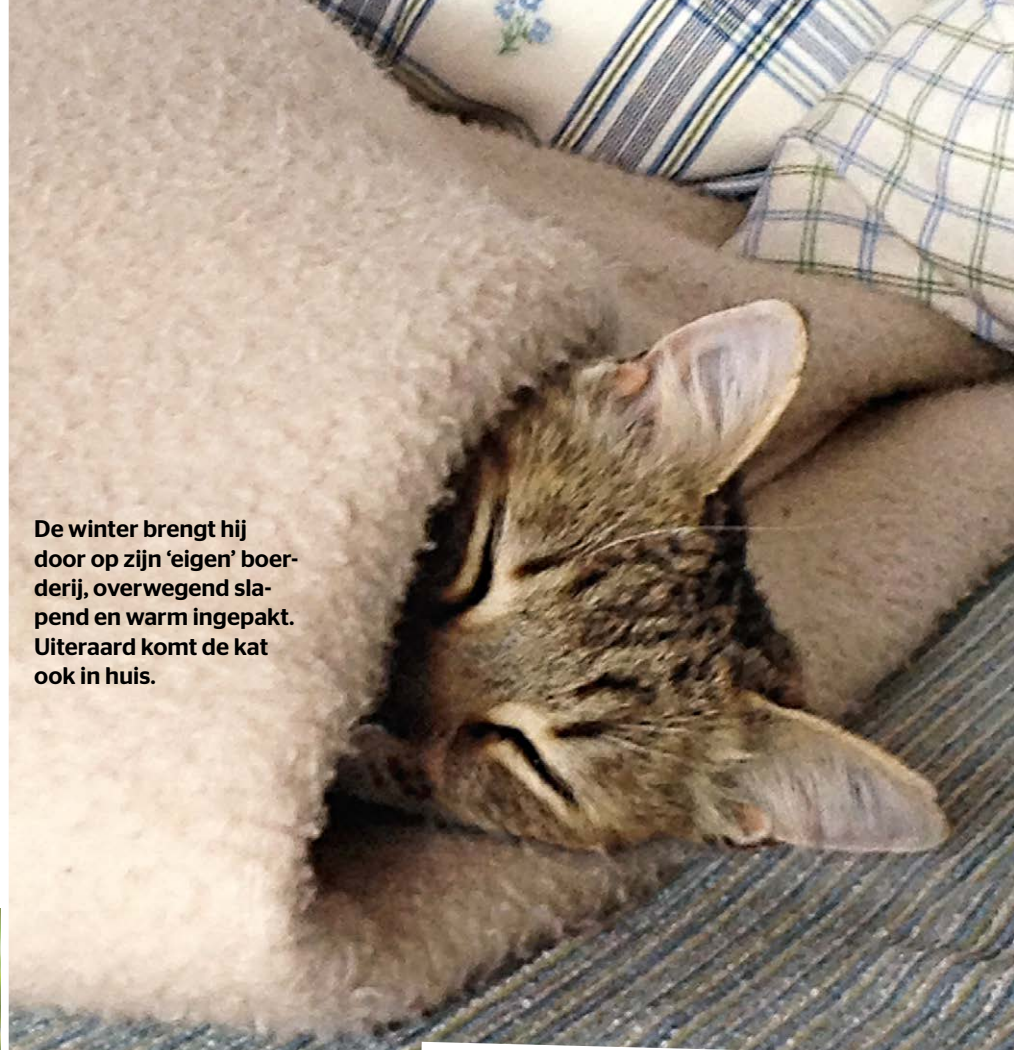 De winter brengt hij
door op zijn ‘eigen’ boer-
derij, overwegend sla-
pend en warm ingepakt.
Uiteraard komt de kat
ook in huis.